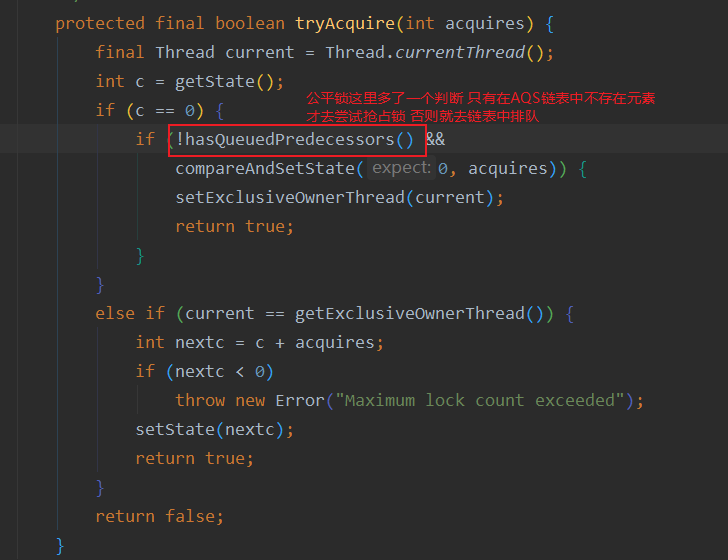 protected final boolean tryAcquire(int acquires) {
final Thread current = Thread.currentThread();
int c = getState();
if (c == 0) {
公平锁这里多了一个判断 只有在AQS链表中不存在元素
才去尝试抢占锁 否则就去链表中排队
if (!hasQueuedPredecessors() &&
compareAndSetState( expect: 0, acquires)) {
setExclusiveOwnerThread(current);
return true;
}
}
else if (current == getExclusiveOwnerThread()) {
int nextc = c + acquires;
if (nextc < 0)
throw new Error("Maximum lock count exceeded");
setState(nextc);
return true;
}
return false;
}